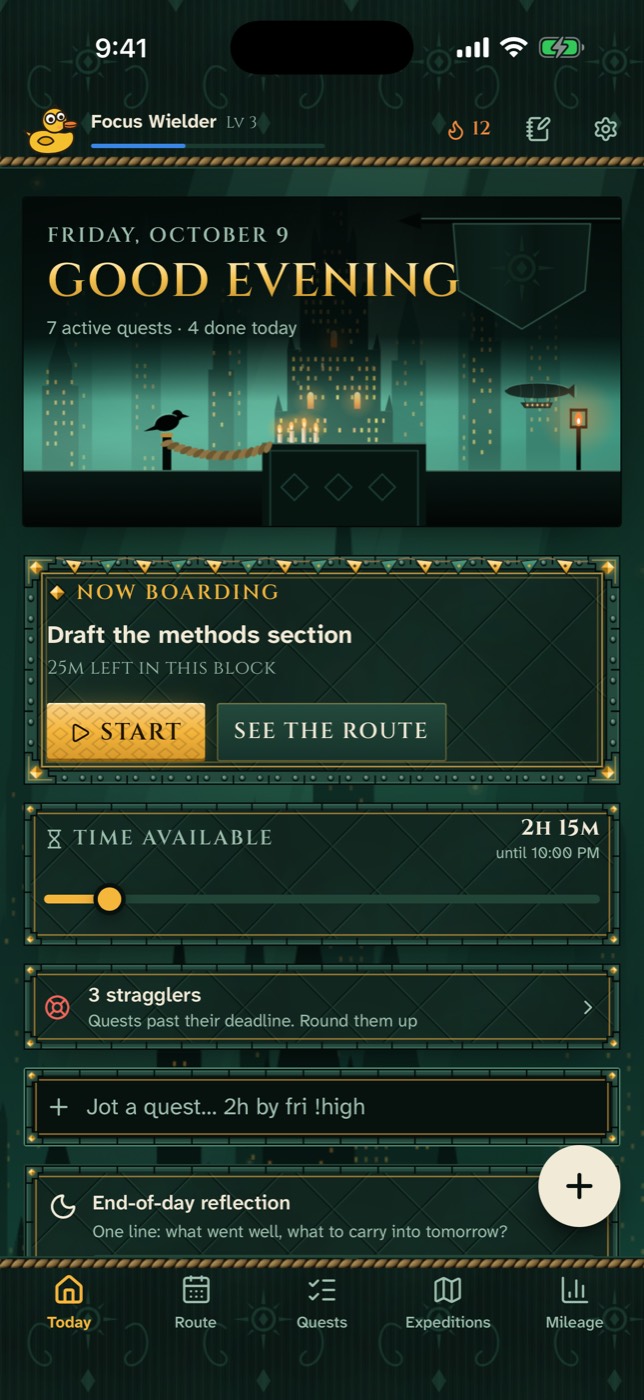 9:41
Focus Wielder Lv 3
12
FRIDAY, OCTOBER 9
GOOD EVENING
7 active quests · 4 done today
NOW BOARDING
Draft the methods section
25M LEFT IN THIS BLOCK
START
SEE THE ROUTE
TIME AVAILABLE
2H 15M
until 10:00 PM
3 stragglers
Quests past their deadline. Round them up
Jot a quest... 2h by fri !high
End-of-day reflection
One line: what went well, what to carry into tomorrow?
Today Route Quests Expeditions Mileage